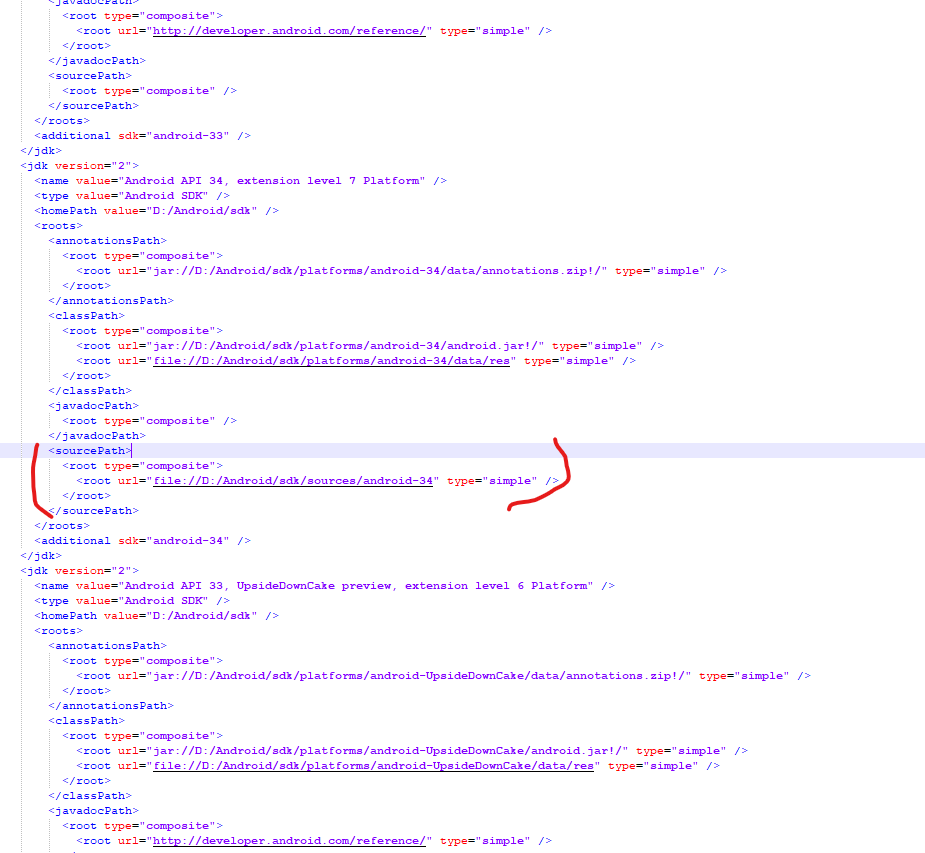 <javadocPath>
<root type="composite">
<root url="http://developer.android.com/reference/" type="simple" />
</root>
</javadocPath>
<sourcePath>
<root type="composite" />
</sourcePath>
</roots>
<additional sdk="android-33" />
</jdk>
<jdk version="2">
<name value="Android API 34, extension level 7 Platform" />
<type value="Android SDK" />
<homePath value="D:/Android/sdk" />
<roots>
<annotationsPath>
<root type="composite">
<root url="jar://D:/Android/sdk/platforms/android-34/data/annotations.zip!/" type="simple" />
</root>
</annotationsPath>
<classPath>
<root type="composite">
<root url="jar://D:/Android/sdk/platforms/android-34/android.jar!/" type="simple" />
<root url="file://D:/Android/sdk/platforms/android-34/data/res" type="simple" />
</root>
</classPath>
<javadocPath>
<root type="composite" />
</javadocPath>
<sourcePath>
<root type="composite">
<root url="file://D:/Android/sdk/sources/android-34" type="simple" />
</root>
</sourcePath>
</roots>
<additional sdk="android-34" />
</jdk>
<jdk version="2">
<name value="Android API 33, UpsideDownCake preview, extension level 6 Platform" />
<type value="Android SDK" />
<homePath value="D:/Android/sdk" />
<roots>
<annotationsPath>
<root type="composite">
<root url="jar://D:/Android/sdk/platforms/android-UpsideDownCake/data/annotations.zip!/" type="simple" />
</root>
</annotationsPath>
<classPath>
<root type="composite">
<root url="jar://D:/Android/sdk/platforms/android-UpsideDownCake/android.jar!/" type="simple" />
<root url="file://D:/Android/sdk/platforms/android-UpsideDownCake/data/res" type="simple" />
</root>
</classPath>
<javadocPath>
<root type="composite">
<root url="http://developer.android.com/reference/" type="simple" />